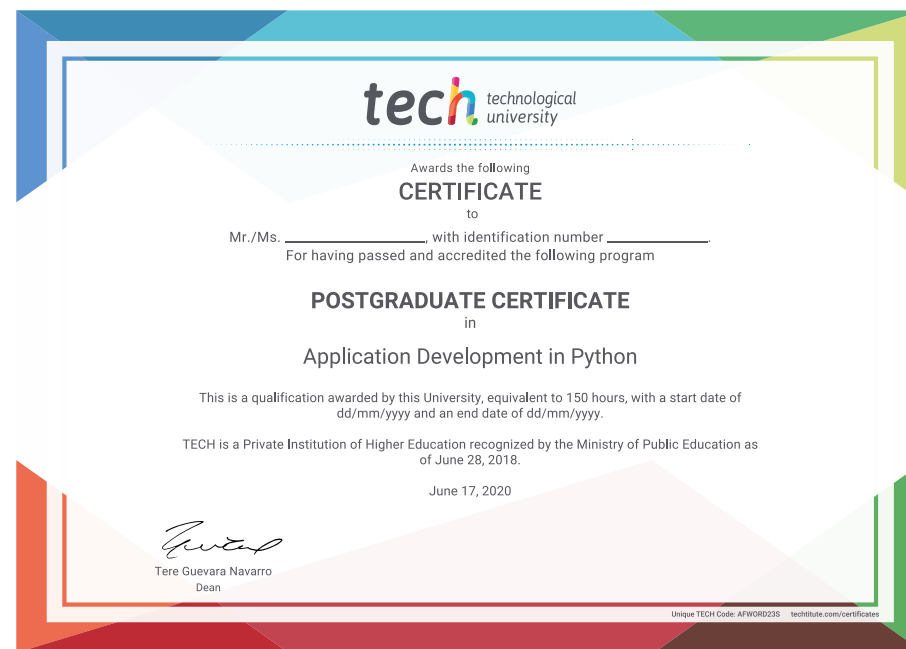 tech technological
university
Awards the following
CERTIFICATE
to
Mr./Ms. ____________________, with identification number ______________.
For having passed and accredited the following program
POSTGRADUATE CERTIFICATE
in
Application Development in Python
This is a qualification awarded by this University, equivalent to 150 hours, with a start date of
dd/mm/yyyy and an end date of dd/mm/yyyy.
TECH is a Private Institution of Higher Education recognized by the Ministry of Public Education as
of June 28, 2018.
June 17, 2020
Tere Guevara Navarro
Dean
Unique TECH Code: AFWORD23S techtitute.com/certificates